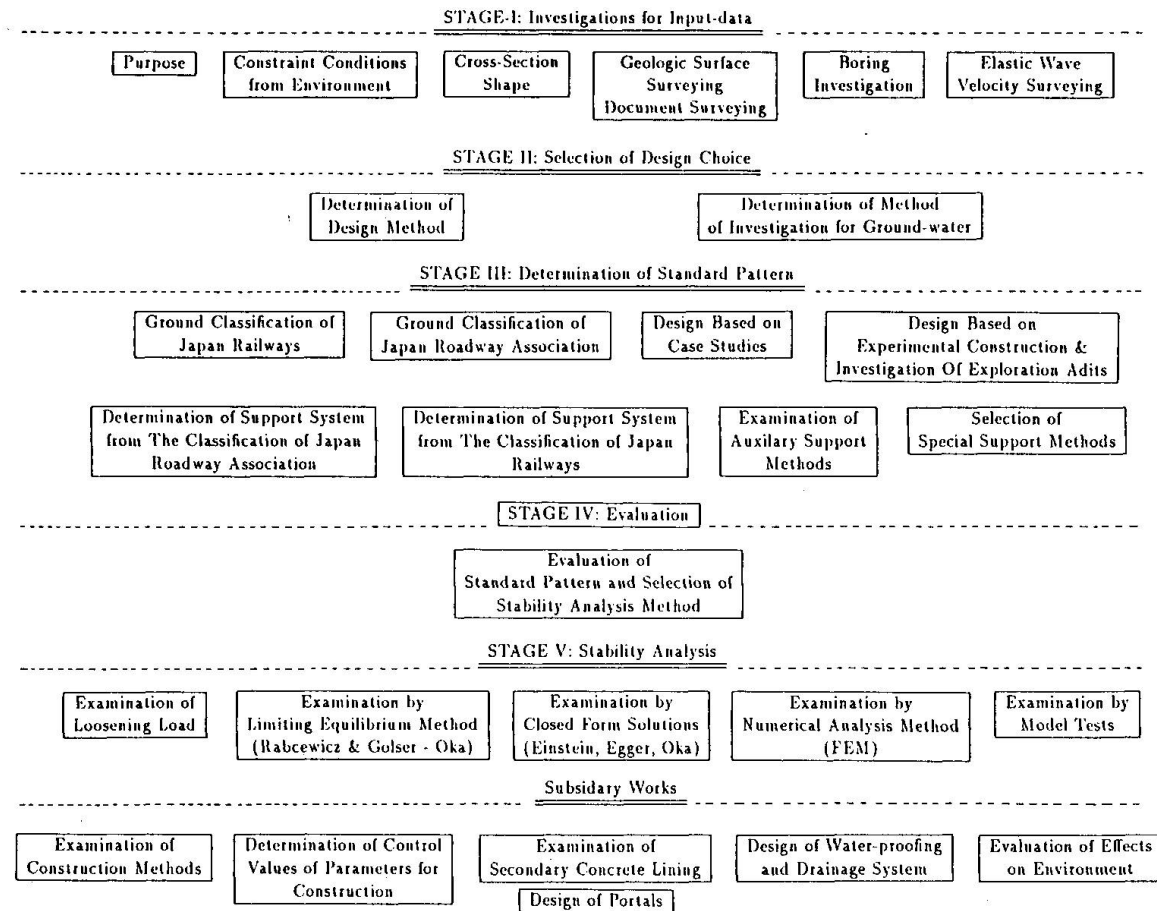 STAGE-I: Investigations for Input-data
Purpose
Constraint Conditions
from Environment
Cross-Section
Shape
Geologic Surface
Surveying
Document Surveying
Boring
Investigation
Elastic Wave
Velocity Surveying
STAGE II: Selection of Design Choice
Determination of
Design Method
Determination of Method
of Investigation for Ground-water
STAGE III: Determination of Standard Pattern
Ground Classification of
Japan Railways
Ground Classification of
Japan Roadway Association
Design Based on
Case Studies
Design Based on
Experimental Construction &
Investigation Of Exploration Adits
Determination of Support System
from The Classification of Japan
Roadway Association
Determination of Support System
from The Classification of Japan
Railways
Examination of
Auxilary Support
Methods
Selection of
Special Support Methods
STAGE IV: Evaluation
Evaluation of
Standard Pattern and Selection of
Stability Analysis Method
STAGE V: Stability Analysis
Examination of
Loosening Load
Examination by
Limiting Equilibrium Method
(Rabcewicz & Golser - Oka)
Examination by
Closed Form Solutions
(Einstein, Egger, Oka)
Examination by
Numerical Analysis Method
(FEM)
Examination by
Model Tests
Subsidary Works
Examination of
Construction Methods
Determination of Control
Values of Parameters for
Construction
Examination of
Secondary Concrete Lining
Design of Portals
Design of Water-proofing
and Drainage System
Evaluation of Effects
on Environment